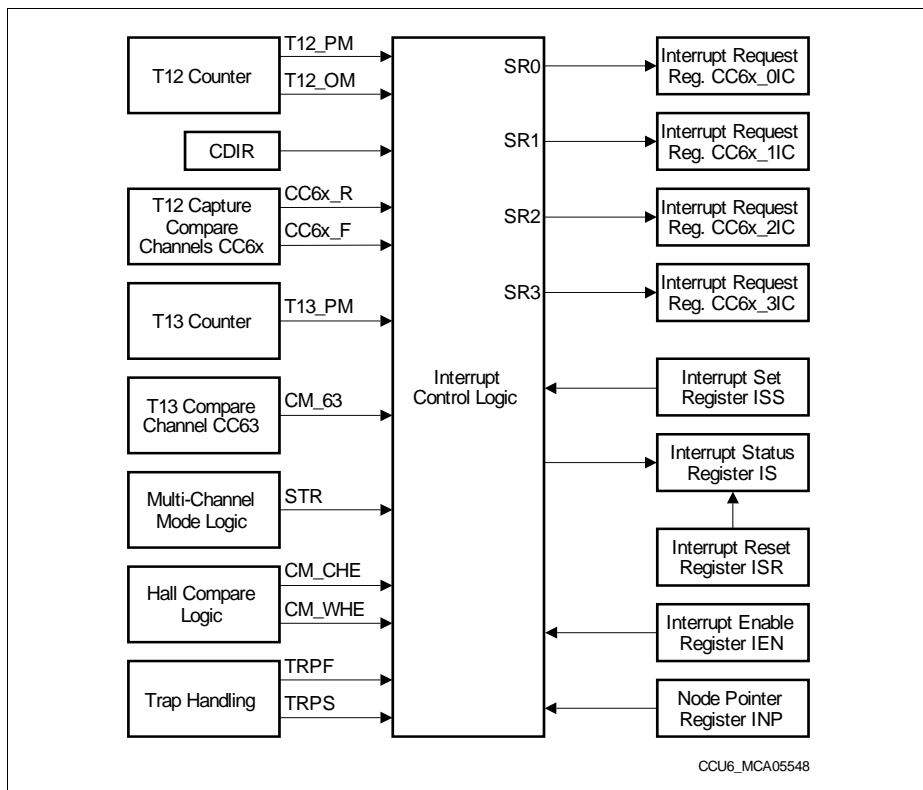 T12 Counter
T12_PM
T12_OM
CDIR
T12 Capture
Compare
Channels CC6x
CC6x_R
CC6x_F
T13 Counter
T13_PM
T13 Compare
Channel CC63
CM_63
Multi-Channel
Mode Logic
STR
Hall Compare
Logic
CM_CHE
CM_WHE
Trap Handling
TRPF
TRPS
Interrupt
Control Logic
SR0
SR1
SR2
SR3
Interrupt Request
Reg. CC6x_0IC
Interrupt Request
Reg. CC6x_1IC
Interrupt Request
Reg. CC6x_2IC
Interrupt Request
Reg. CC6x_3IC
Interrupt Set
Register ISS
Interrupt Status
Register IS
Interrupt Reset
Register ISR
Interrupt Enable
Register IEN
Node Pointer
Register INP
CCU6_MCA05548